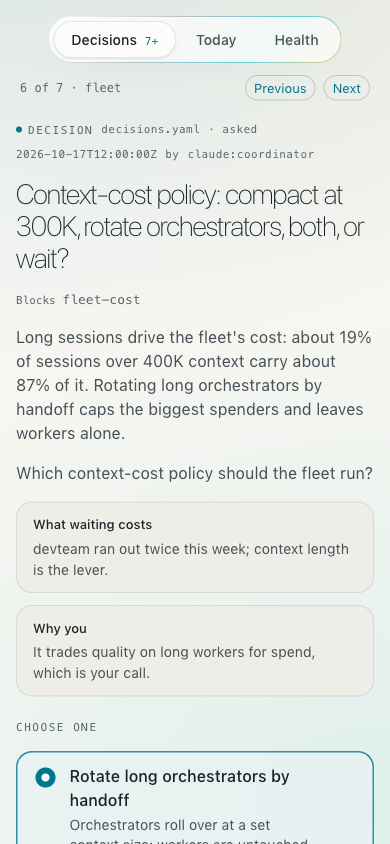 Decisions 7+ Today Health
6 of 7 · fleet Previous Next
DECISION decisions.yaml · asked
2026-10-17T12:00:00Z by claude:coordinator
Context-cost policy: compact at
300K, rotate orchestrators, both, or
wait?
Blocks fleet-cost
Long sessions drive the fleet's cost: about 19%
of sessions over 400K context carry about
87% of it. Rotating long orchestrators by
handoff caps the biggest spenders and leaves
workers alone.
Which context-cost policy should the fleet run?
What waiting costs
devteam ran out twice this week; context length
is the lever.
Why you
It trades quality on long workers for spend,
which is your call.
CHOOSE ONE
Rotate long orchestrators by
handoff
Orchestrators roll over at a set
context size; workers are untouched